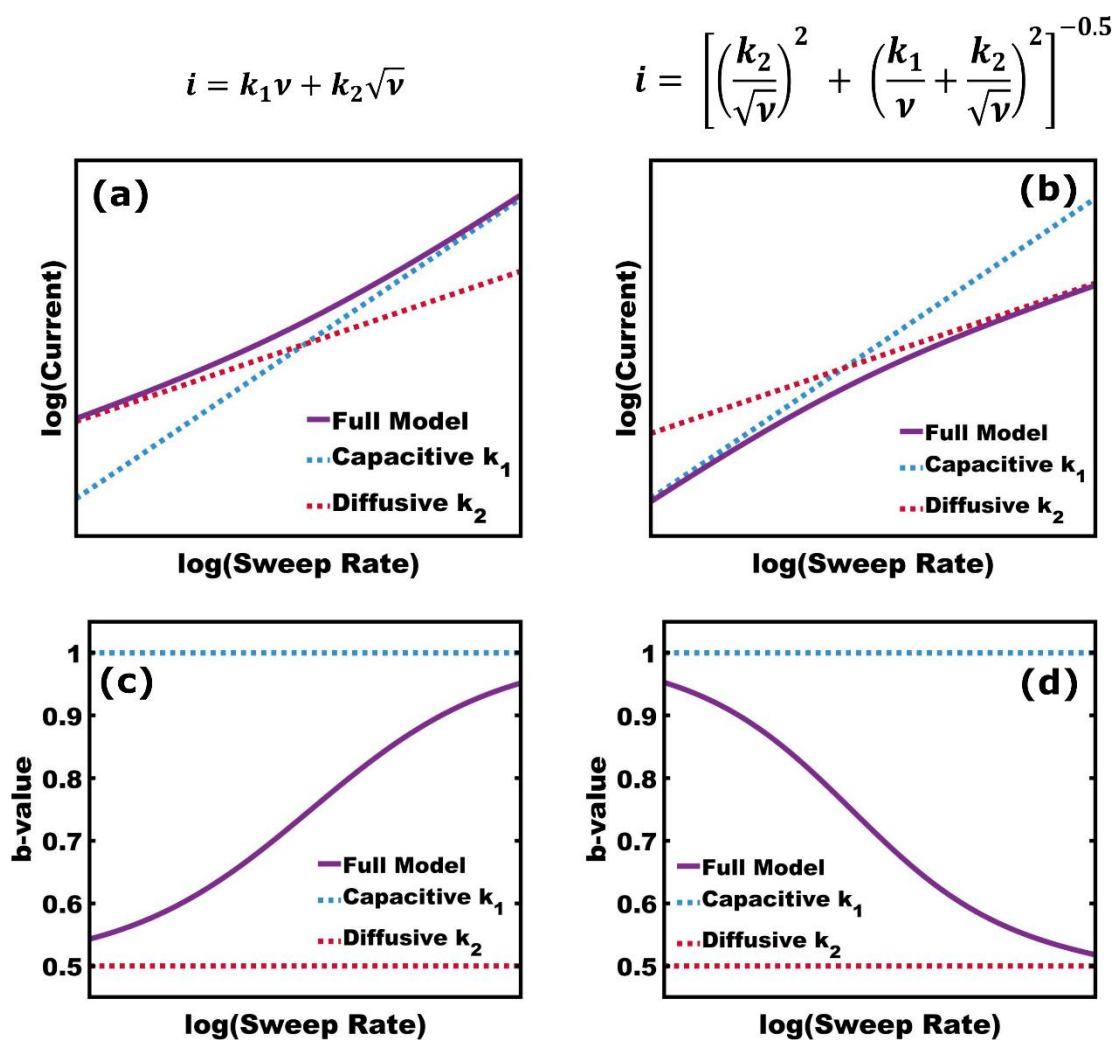 i = k₁ν + k₂√ν
i = [(k₂/√ν)² + (k₁/ν + k₂/√ν)²]^−0.5
(a)
log(Current)
Full Model
Capacitive k₁
Diffusive k₂
log(Sweep Rate)
(b)
log(Current)
Full Model
Capacitive k₁
Diffusive k₂
log(Sweep Rate)
(c)
b-value
1
0.9
0.8
0.7
0.6
0.5
Full Model
Capacitive k₁
Diffusive k₂
log(Sweep Rate)
(d)
b-value
1
0.9
0.8
0.7
0.6
0.5
Full Model
Capacitive k₁
Diffusive k₂
log(Sweep Rate)